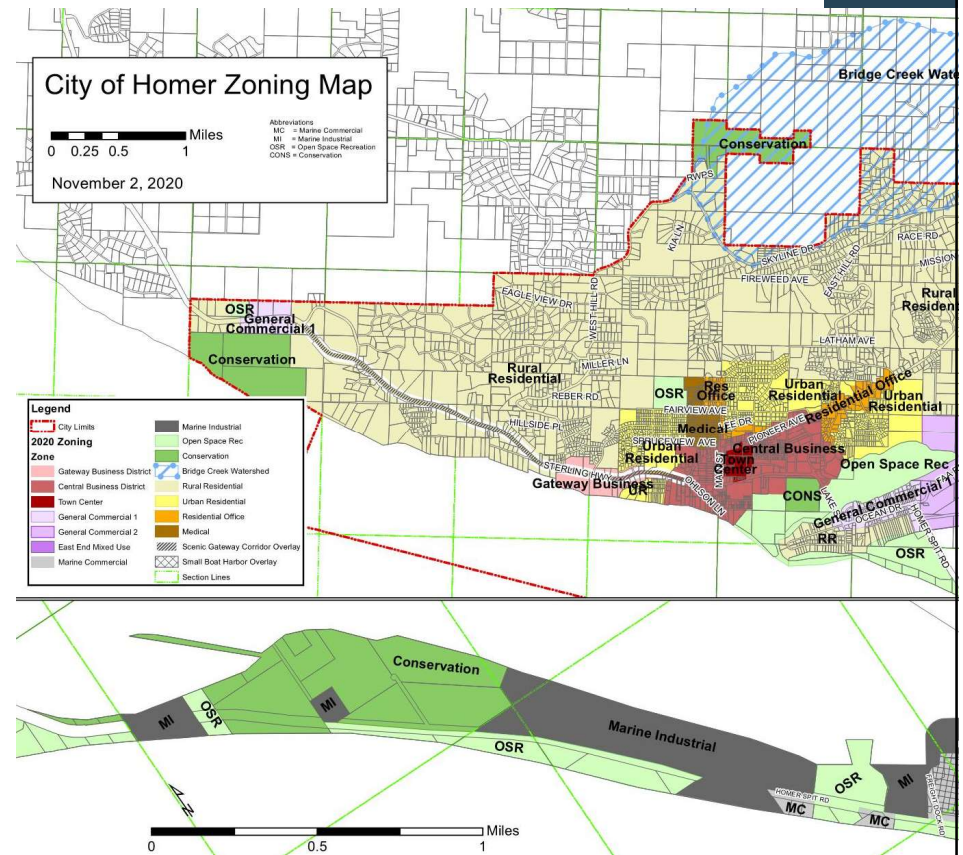 City of Homer Zoning Map
Miles
0 0.25 0.5 1
November 2, 2020
Abbreviations
MC = Marine Commercial
MI = Marine Industrial
OSR = Open Space Recreation
CONS = Conservation
Bridge Creek Wate
Conservation
RWPS
KIA LN
SKYLINE DR
EAST HILL RD
RACE RD
MISSION
FIREWEED AVE
EAGLE VIEW DR
WEST HILL RD
Rural
Residen
OSR
General
Commercial 1
Conservation
LATHAM AVE
MILLER LN
Rural
Residential
REBER RD
OSR
Res
Office
Urban
Residential
Residential Office
Urban
Residential
FAIRVIEW AVE
HILLSIDE PL
Medical
EE DR
PIONEER AVE
SPRUCEVIEW AVE
Urban
Residential
Central Business
Town
Center
STERLING HWY
Gateway Business
UR
OHLSON LN
Open Space Rec
CONS
General Commercial 1
OCEAN DR
HOMER SPIT RD
RR
OSR
Legend
City Limits
2020 Zoning
Zone
Gateway Business District
Central Business District
Town Center
General Commercial 1
General Commercial 2
East End Mixed Use
Marine Commercial
Marine Industrial
Open Space Rec
Conservation
Bridge Creek Watershed
Rural Residential
Urban Residential
Residential Office
Medical
Scenic Gateway Corridor Overlay
Small Boat Harbor Overlay
Section Lines
Conservation
MI
OSR
MI
OSR
Marine Industrial
OSR
MI
HOMER SPIT RD
MC
MC
FREIGHT DOCK RD
N
Miles
0 0.5 1